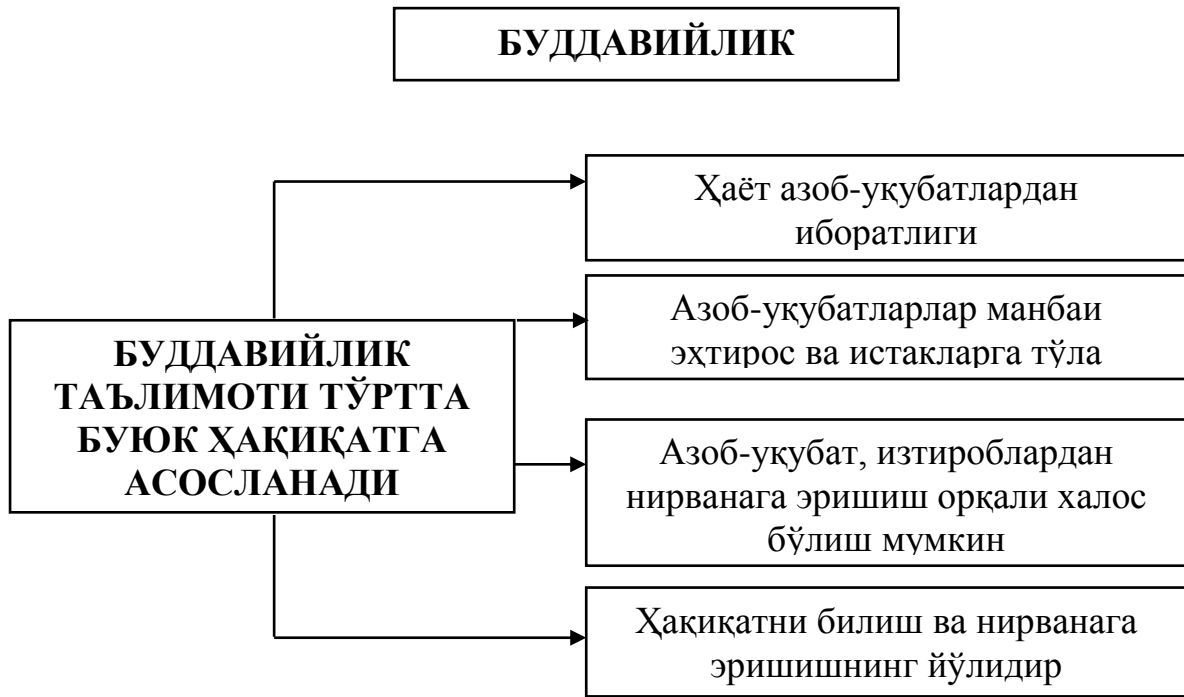 БУДДАВИЙЛИК
Ҳаёт азоб-уқубатлардан
иборатлиги
Азоб-уқубатларлар манбаи
эҳтирос ва истакларга тўла
БУДДАВИЙЛИК
ТАЪЛИМОТИ ТЎРТТА
БУЮК ҲАҚИҚАТГА
АСОСЛАНАДИ
Азоб-уқубат, изтироблардан
нирванага эришиш орқали халос
бўлиш мумкин
Ҳақиқатни билиш ва нирванага
эришишнинг йўлидир